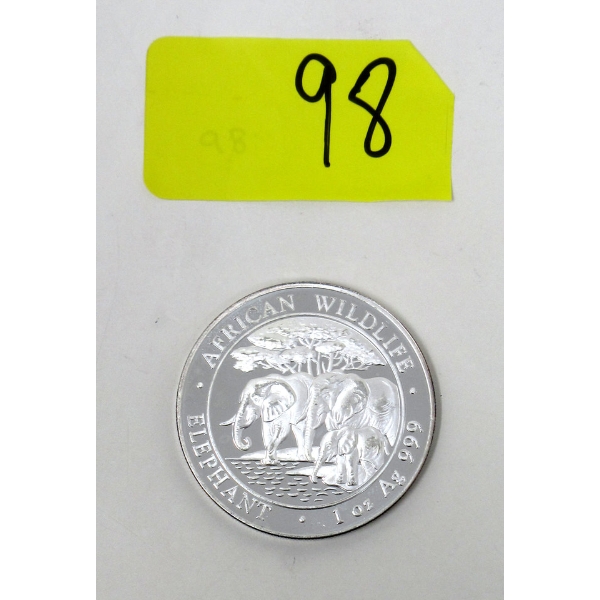 98
98
· AFRICAN WILDLIFE ·
ELEPHANT · 1 oz Ag 999